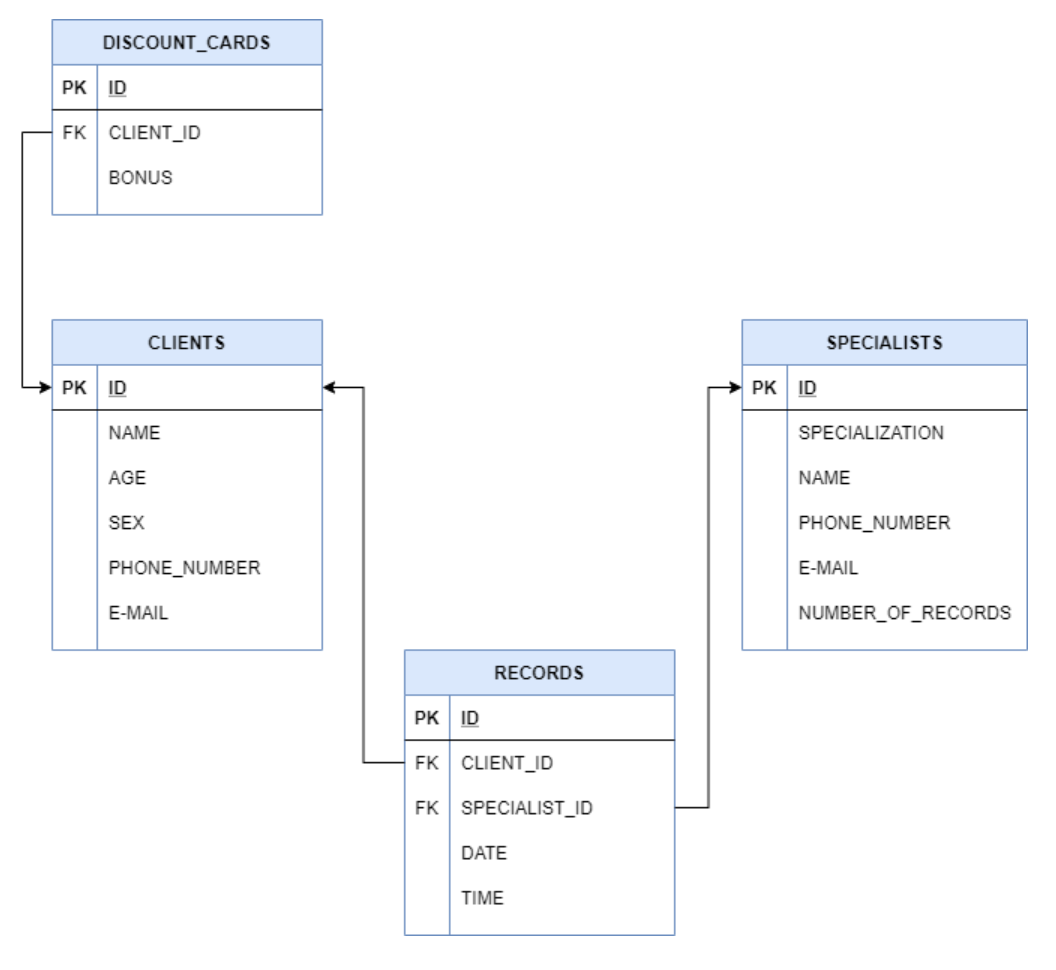 DISCOUNT_CARDS
PK ID
FK CLIENT_ID
BONUS
CLIENTS
PK ID
NAME
AGE
SEX
PHONE_NUMBER
E-MAIL
SPECIALISTS
PK ID
SPECIALIZATION
NAME
PHONE_NUMBER
E-MAIL
NUMBER_OF_RECORDS
RECORDS
PK ID
FK CLIENT_ID
FK SPECIALIST_ID
DATE
TIME